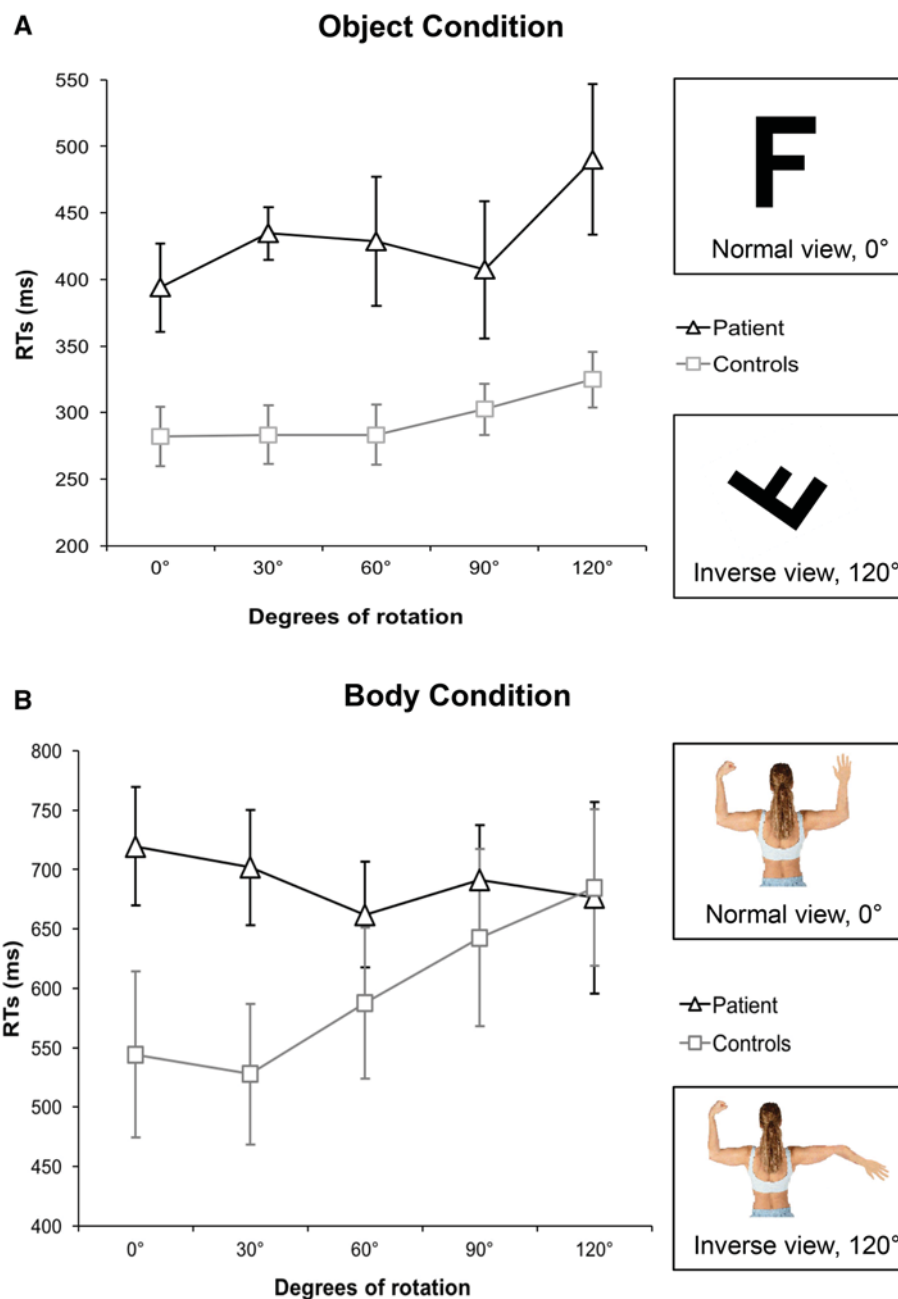 A
Object Condition
550
500
450
400
350
300
250
200
RTs (ms)
0° 30° 60° 90° 120°
Degrees of rotation
F
Normal view, 0°
Patient
Controls
F
Inverse view, 120°
B
Body Condition
800
750
700
650
600
550
500
450
400
RTs (ms)
0° 30° 60° 90° 120°
Degrees of rotation
Normal view, 0°
Patient
Controls
Inverse view, 120°